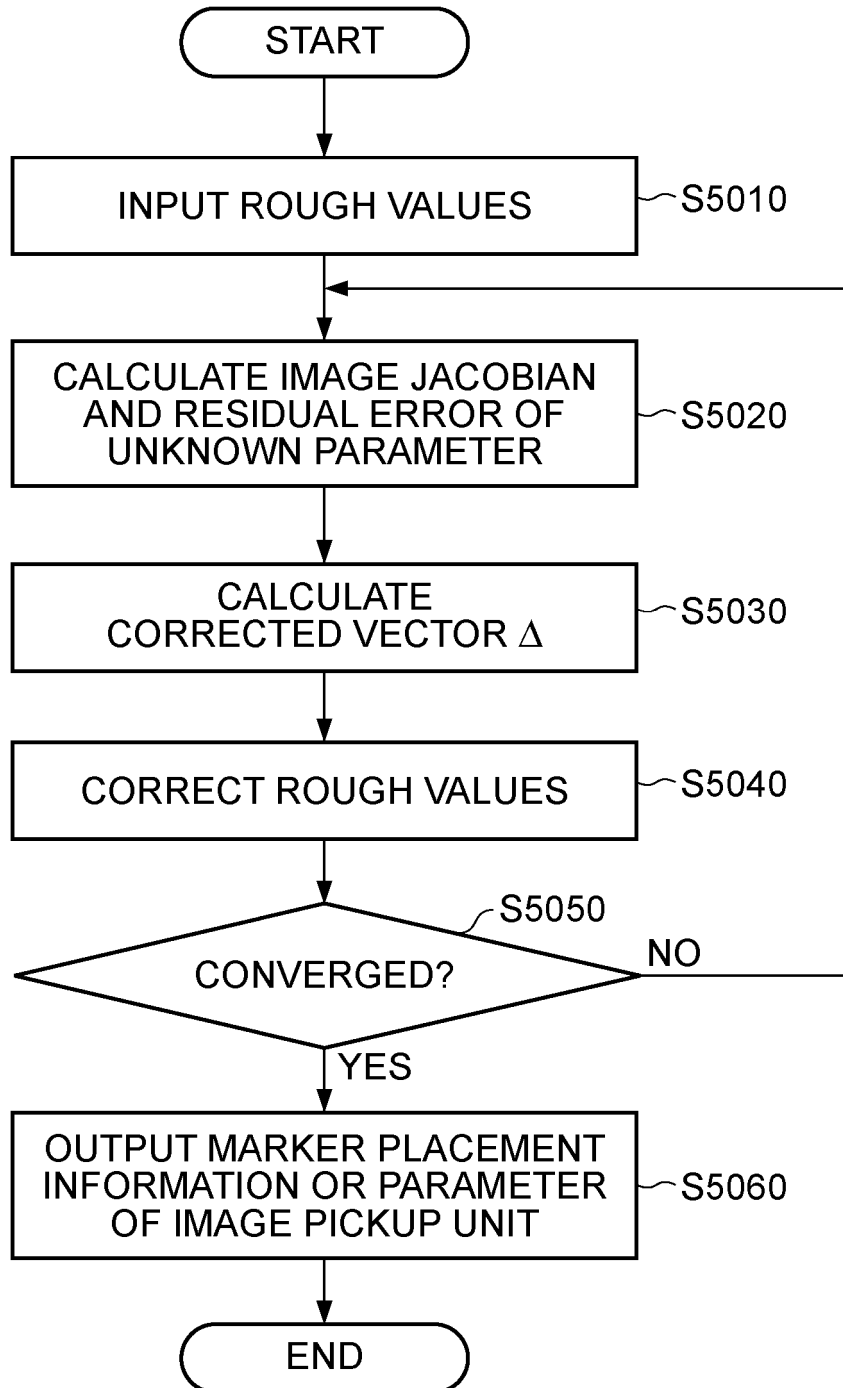 START
INPUT ROUGH VALUES
S5010
CALCULATE IMAGE JACOBIAN
AND RESIDUAL ERROR OF
UNKNOWN PARAMETER
S5020
CALCULATE
CORRECTED VECTOR Δ
S5030
CORRECT ROUGH VALUES
S5040
S5050
CONVERGED?
NO
YES
OUTPUT MARKER PLACEMENT
INFORMATION OR PARAMETER
OF IMAGE PICKUP UNIT
S5060
END